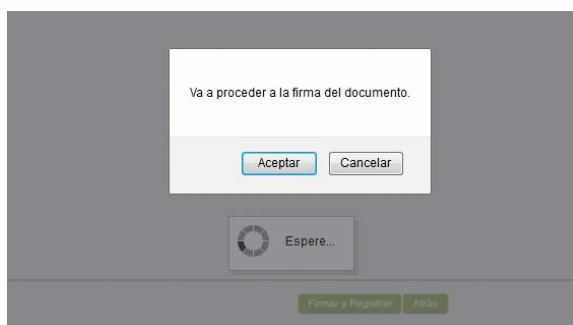 Va a proceder a la firma del documento.
Aceptar Cancelar
Espere...
Firmar y Registrar Atrás